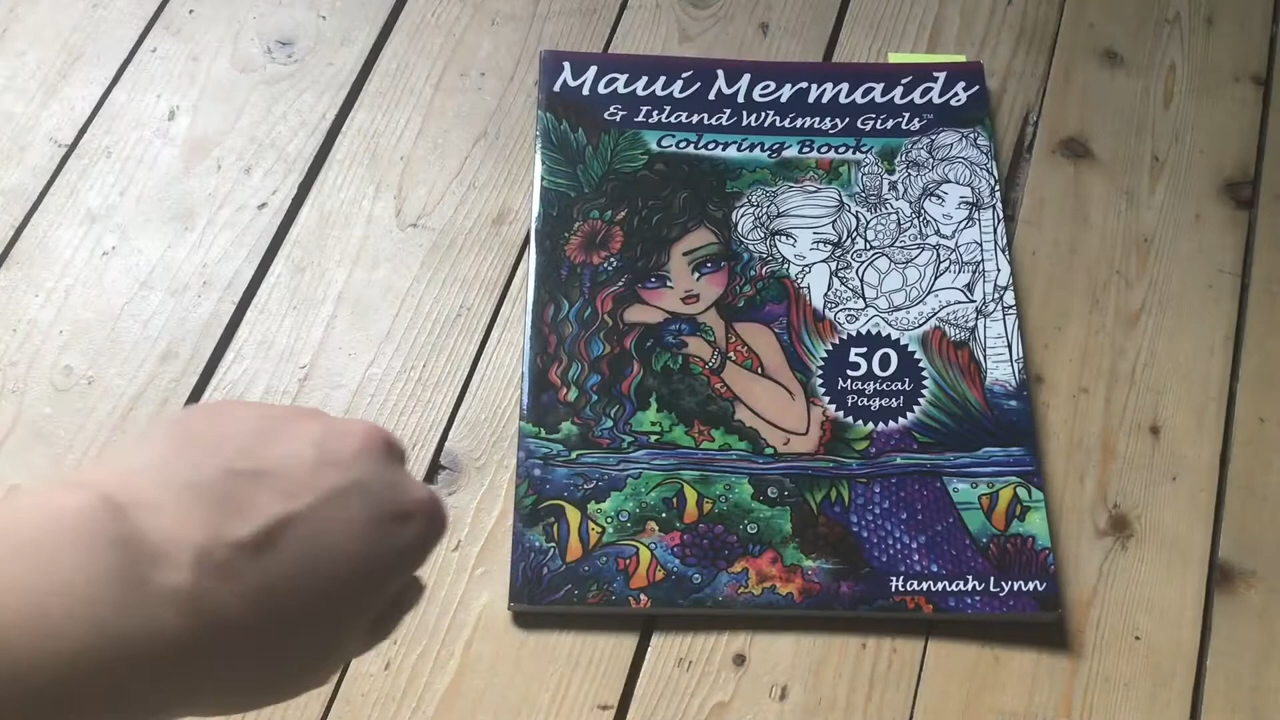 Maui Mermaids
& Island Whimsy Girls™
Coloring Book
50
Magical
Pages!
Hannah Lynn